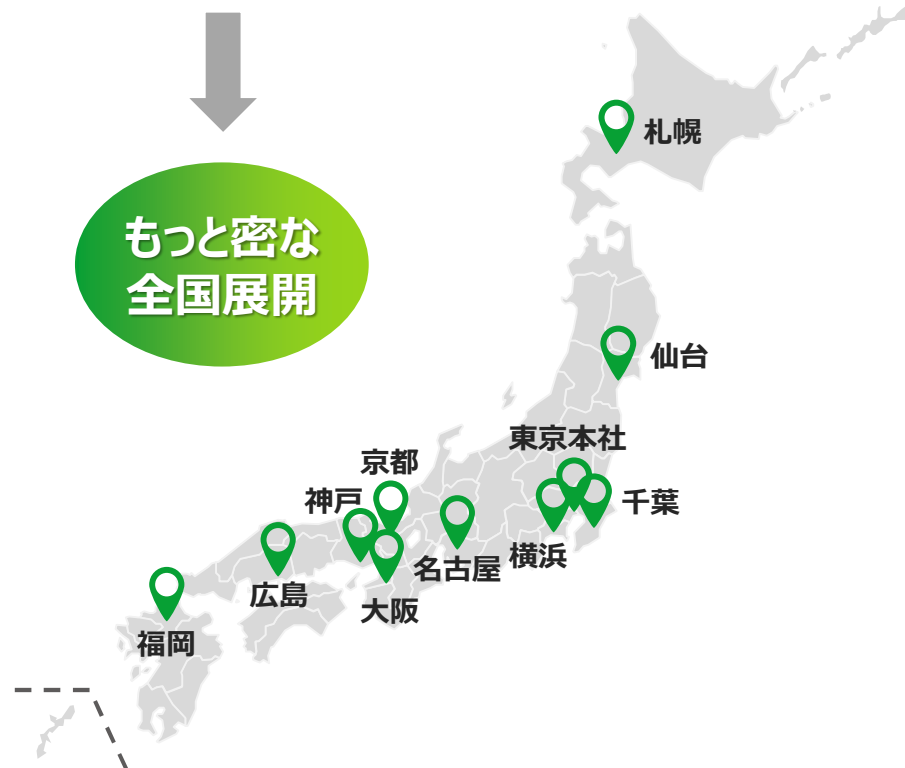 もっと密な
全国展開
札幌
仙台
東京本社
京都
神戸
千葉
名古屋
横浜
広島
大阪
福岡